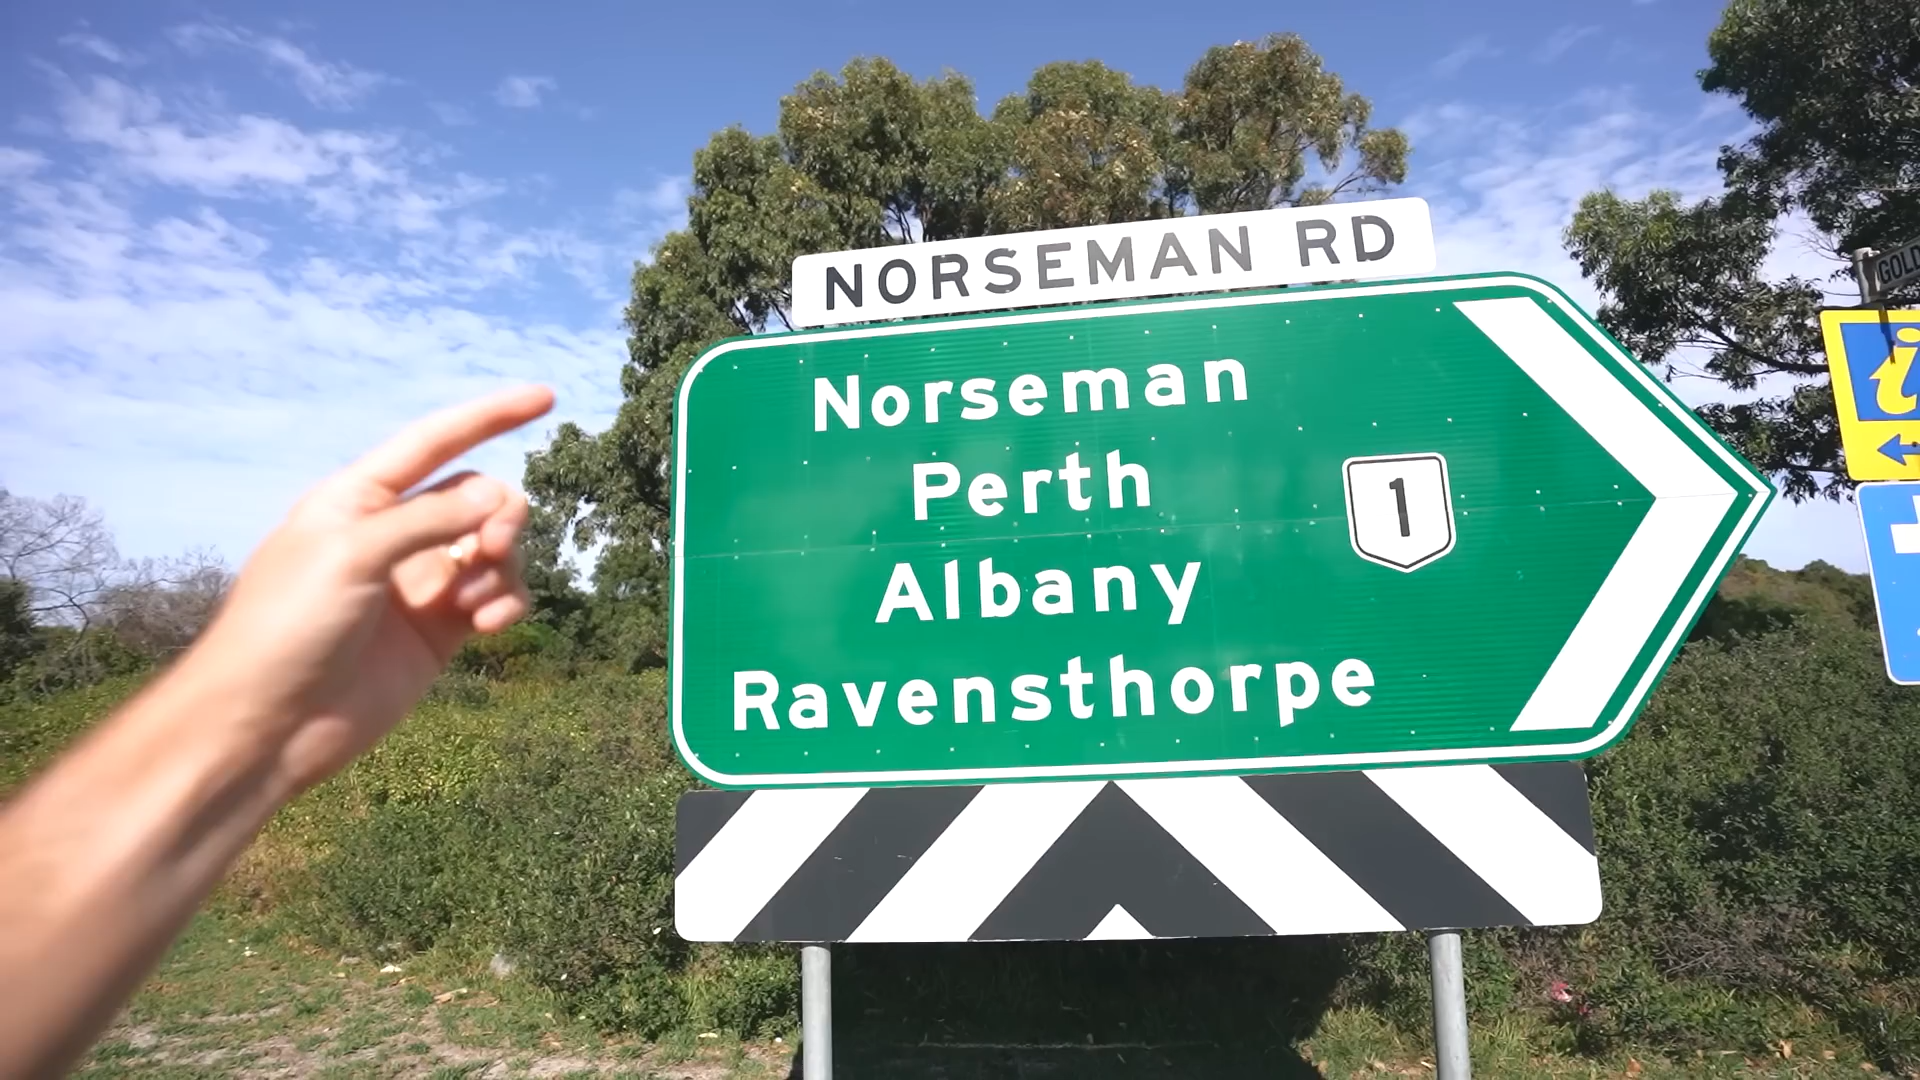 NORSEMAN RD
Norseman
Perth
Albany
Ravensthorpe
1
i